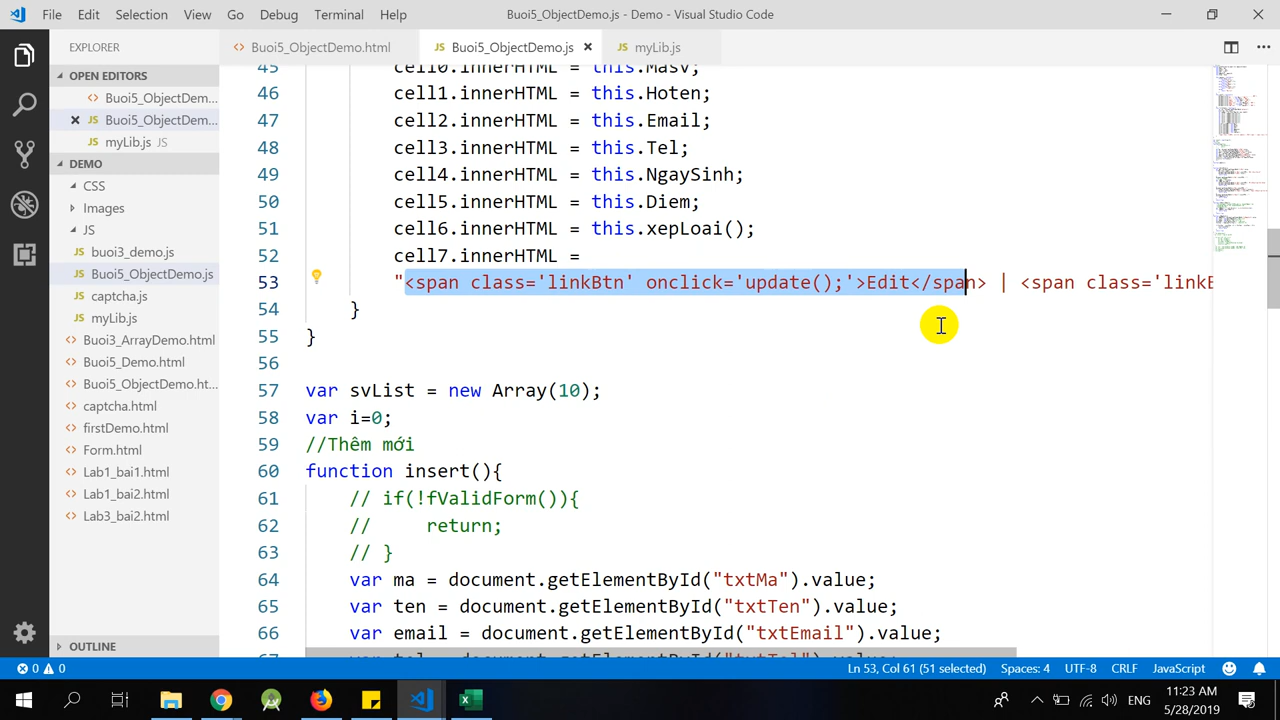 File Edit Selection View Go Debug Terminal Help
Buoi5_ObjectDemo.js - Demo - Visual Studio Code
EXPLORER
Buoi5_ObjectDemo.html
JS Buoi5_ObjectDemo.js
JS myLib.js
OPEN EDITORS
Buoi5_ObjectDem...
Buoi5_ObjectDem...
myLib.js JS
DEMO
CSS
Images
JS
buoi3_demo.js
Buoi5_ObjectDemo.js
captcha.js
myLib.js
Buoi3_ArrayDemo.html
Buoi5_Demo.html
Buoi5_ObjectDemo.ht...
captcha.html
firstDemo.html
Form.html
Lab1_bai1.html
Lab1_bai2.html
Lab3_bai2.html
OUTLINE
45 cell0.innerHTML = this.Masv;
46 cell1.innerHTML = this.Hoten;
47 cell2.innerHTML = this.Email;
48 cell3.innerHTML = this.Tel;
49 cell4.innerHTML = this.NgaySinh;
50 cell5.innerHTML = this.Diem;
51 cell6.innerHTML = this.xepLoai();
52 cell7.innerHTML =
53 "<span class='linkBtn' onclick='update();'>Edit</span> | <span class='linkB
54 }
55 }
56
57 var svList = new Array(10);
58 var i=0;
59 //Thêm mới
60 function insert(){
61 // if(!fValidForm()){
62 // return;
63 // }
64 var ma = document.getElementById("txtMa").value;
65 var ten = document.getElementById("txtTen").value;
66 var email = document.getElementById("txtEmail").value;
0 0
Ln 53, Col 61 (51 selected) Spaces: 4 UTF-8 CRLF JavaScript
ENG
11:23 AM
5/28/2019